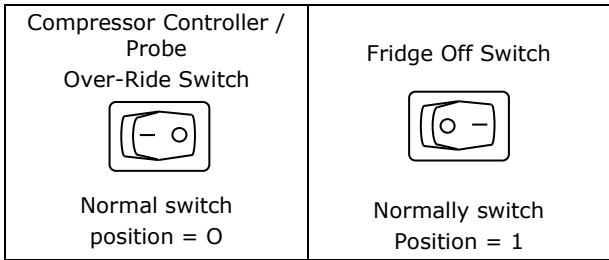 Compressor Controller /
Probe
Over-Ride Switch
– O
Normal switch
position = O
Fridge Off Switch
O –
Normally switch
Position = 1